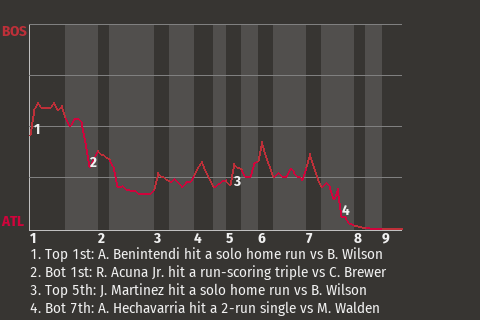 BOS
1
2
3
4
ATL
1 2 3 4 5 6 7 8 9
1. Top 1st: A. Benintendi hit a solo home run vs B. Wilson
2. Bot 1st: R. Acuna Jr. hit a run-scoring triple vs C. Brewer
3. Top 5th: J. Martinez hit a solo home run vs B. Wilson
4. Bot 7th: A. Hechavarria hit a 2-run single vs M. Walden